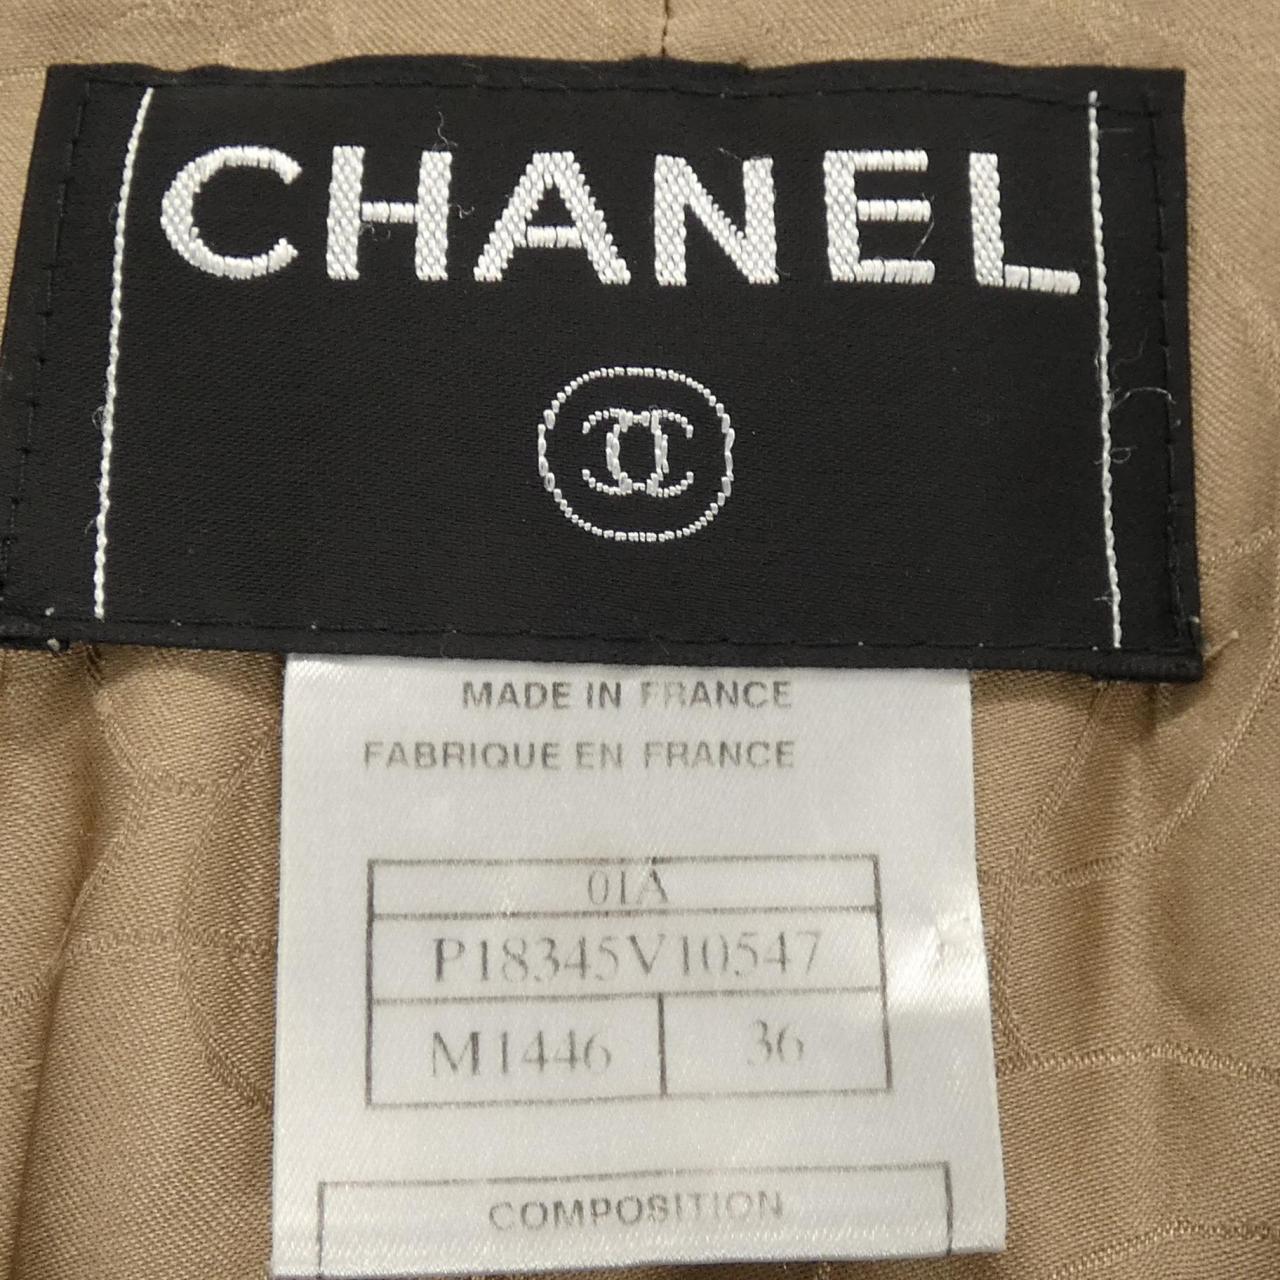 CHANEL
MADE IN FRANCE
FABRIQUE EN FRANCE
01A
P18345V10547
M1446 36
COMPOSITION